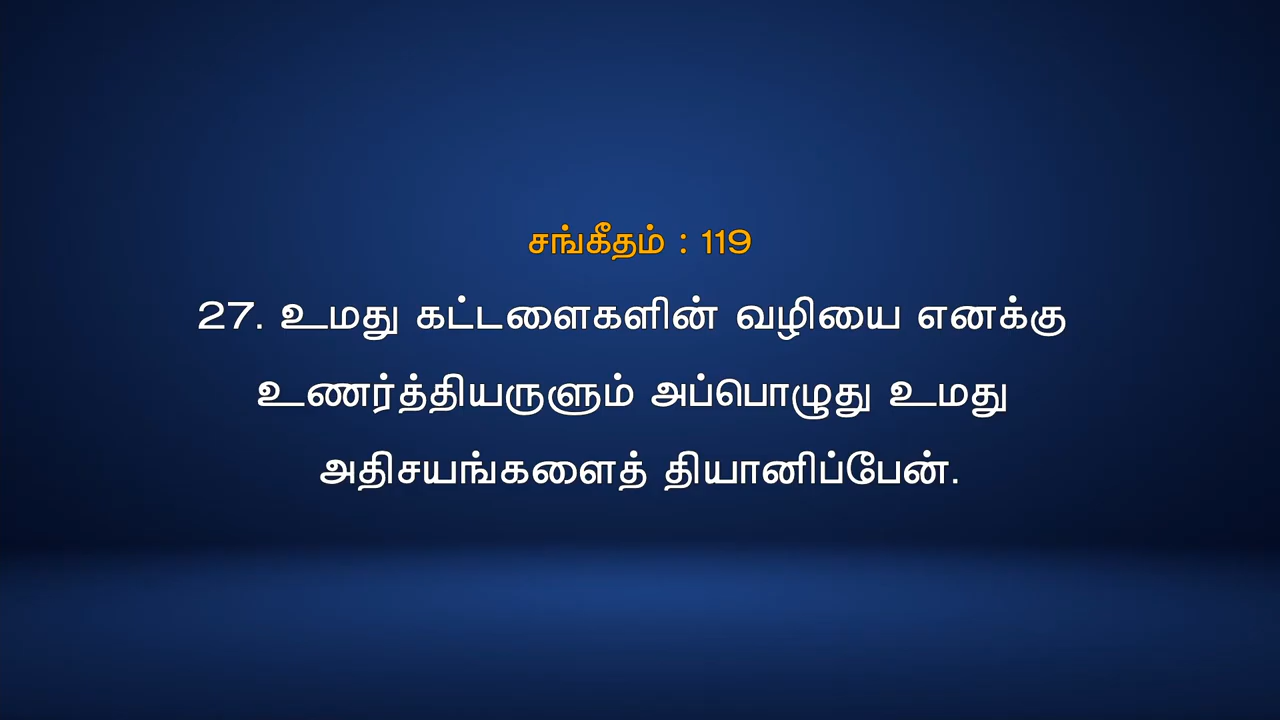 சங்கீதம் : 119
27. உமது கட்டளைகளின் வழியை எனக்கு
உணர்த்தியருளும் அப்பொழுது உமது
அதிசயங்களைத் தியானிப்பேன்.